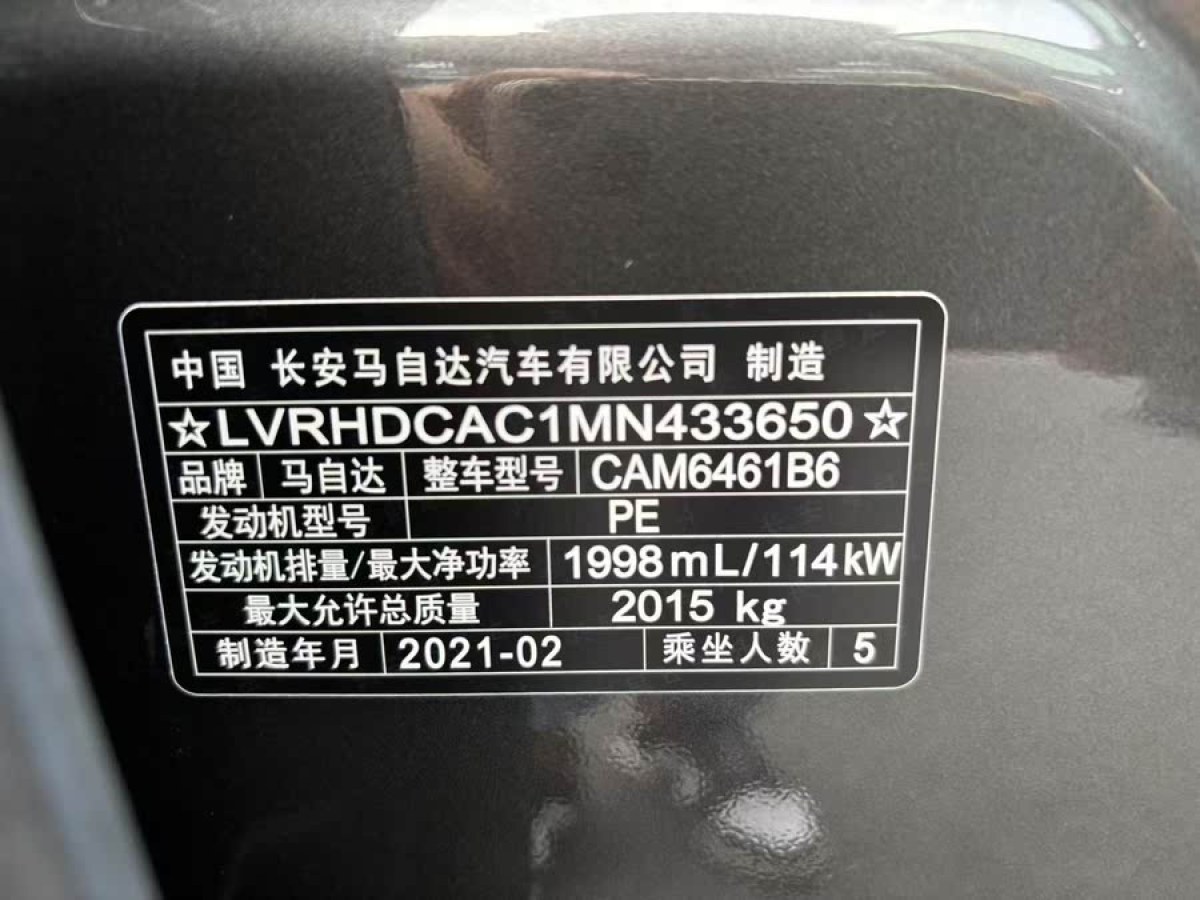 中国 长安马自达汽车有限公司 制造
☆LVRHDCAC1MN433650☆
品牌 马自达 整车型号 CAM6461B6
发动机型号 PE
发动机排量/最大净功率 1998mL/114kW
最大允许总质量 2015 kg
制造年月 2021-02 乘坐人数 5